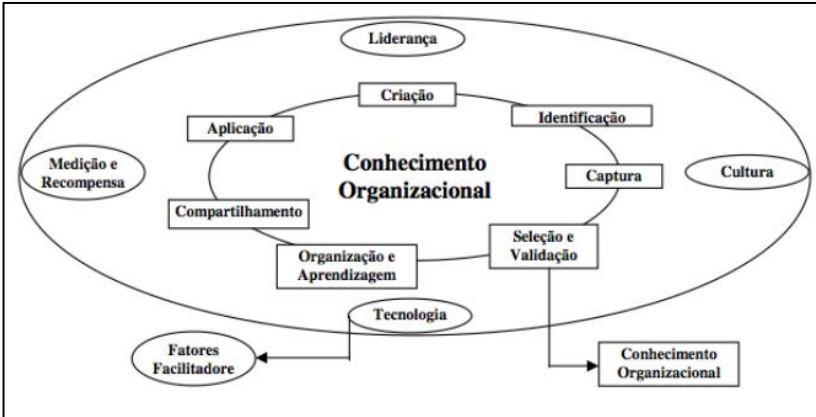 Liderança
Criação
Identificação
Aplicação
Medição e
Recompensa
Conhecimento
Organizacional
Captura
Cultura
Compartilhamento
Seleção e
Validação
Organização e
Aprendizagem
Tecnologia
Fatores
Facilitadore
Conhecimento
Organizacional